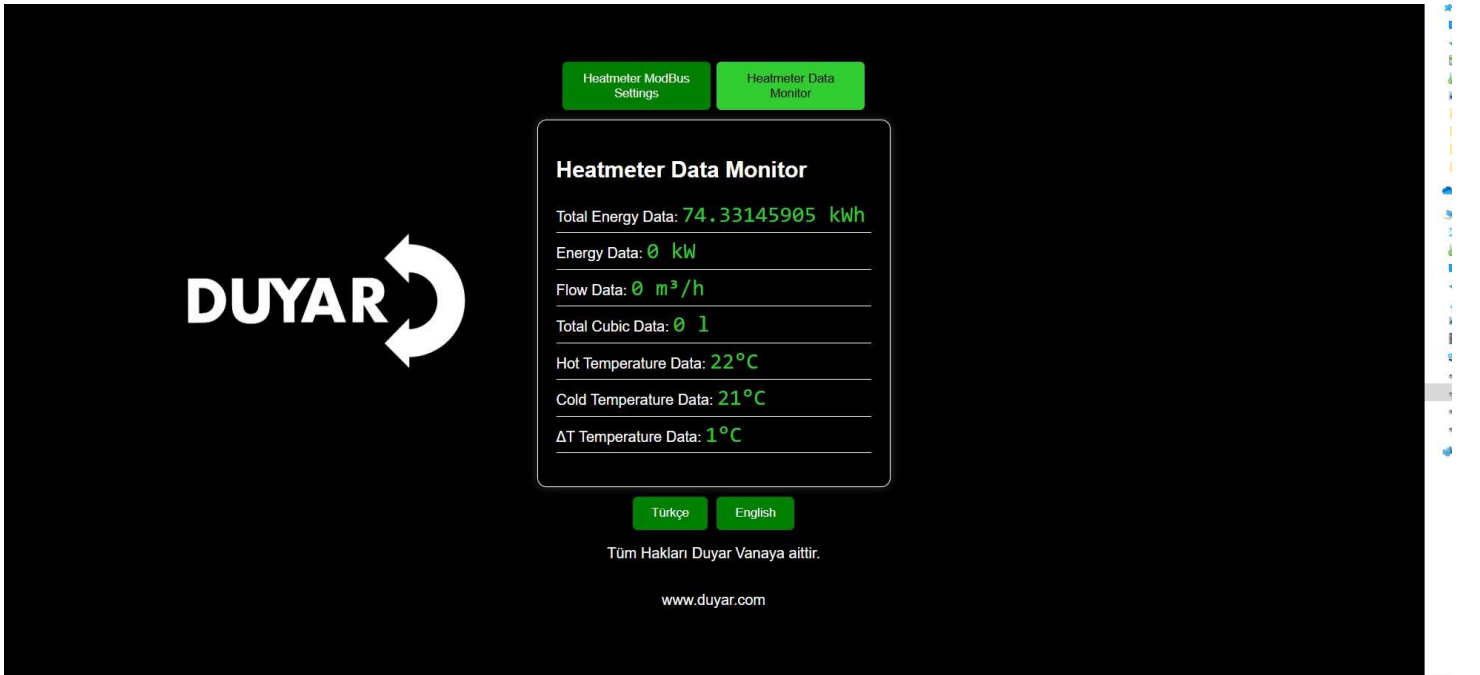 Heatmeter ModBus
Settings
Heatmeter Data
Monitor
Heatmeter Data Monitor
Total Energy Data: 74.33145905 kWh
Energy Data: 0 kW
Flow Data: 0 m³/h
Total Cubic Data: 0 l
Hot Temperature Data: 22°C
Cold Temperature Data: 21°C
ΔT Temperature Data: 1°C
DUYAR
Türkçe
English
Tüm Hakları Duyar Vanaya aittir.
www.duyar.com